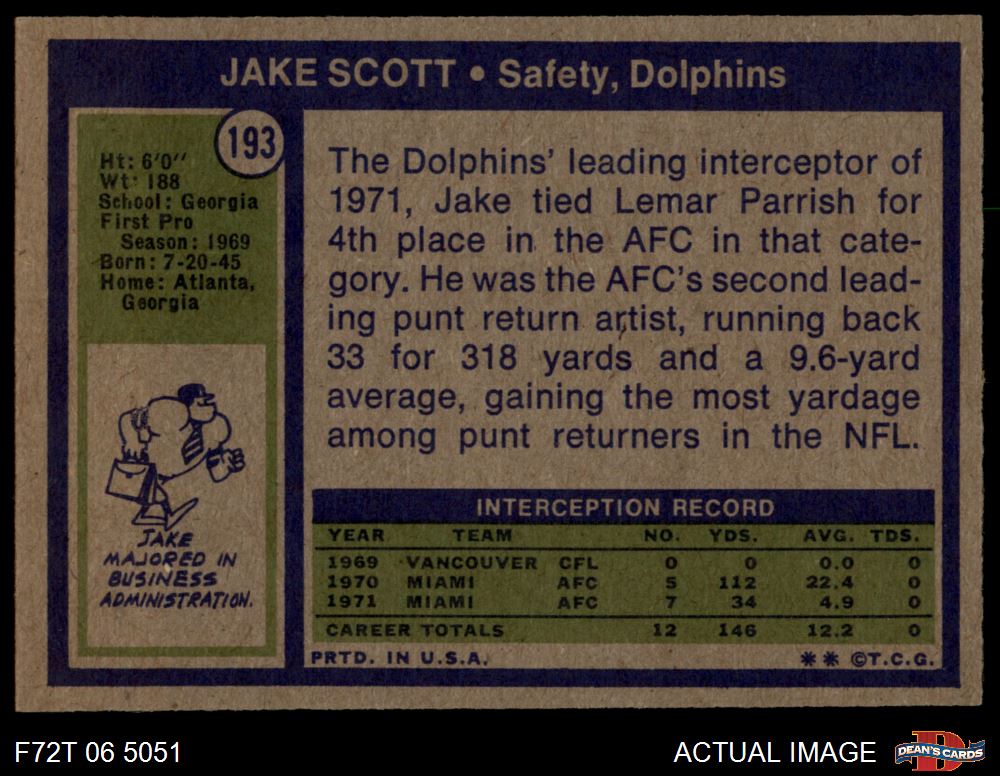 JAKE SCOTT • Safety, Dolphins
193
Ht: 6'0''
Wt: 188
School: Georgia
First Pro
Season: 1969
Born: 7-20-45
Home: Atlanta,
Georgia
JAKE
MAJORED IN
BUSINESS
ADMINISTRATION.
The Dolphins' leading interceptor of
1971, Jake tied Lemar Parrish for
4th place in the AFC in that cate-
gory. He was the AFC's second lead-
ing punt return artist, running back
33 for 318 yards and a 9.6-yard
average, gaining the most yardage
among punt returners in the NFL.
INTERCEPTION RECORD
YEAR TEAM NO. YDS. AVG. TDS.
1969 VANCOUVER CFL 0 0 0.0 0
1970 MIAMI AFC 5 112 22.4 0
1971 MIAMI AFC 7 34 4.9 0
CAREER TOTALS 12 146 12.2 0
PRTD. IN U.S.A. ** ©T.C.G.
F72T 06 5051 ACTUAL IMAGE DEAN'S CARDS